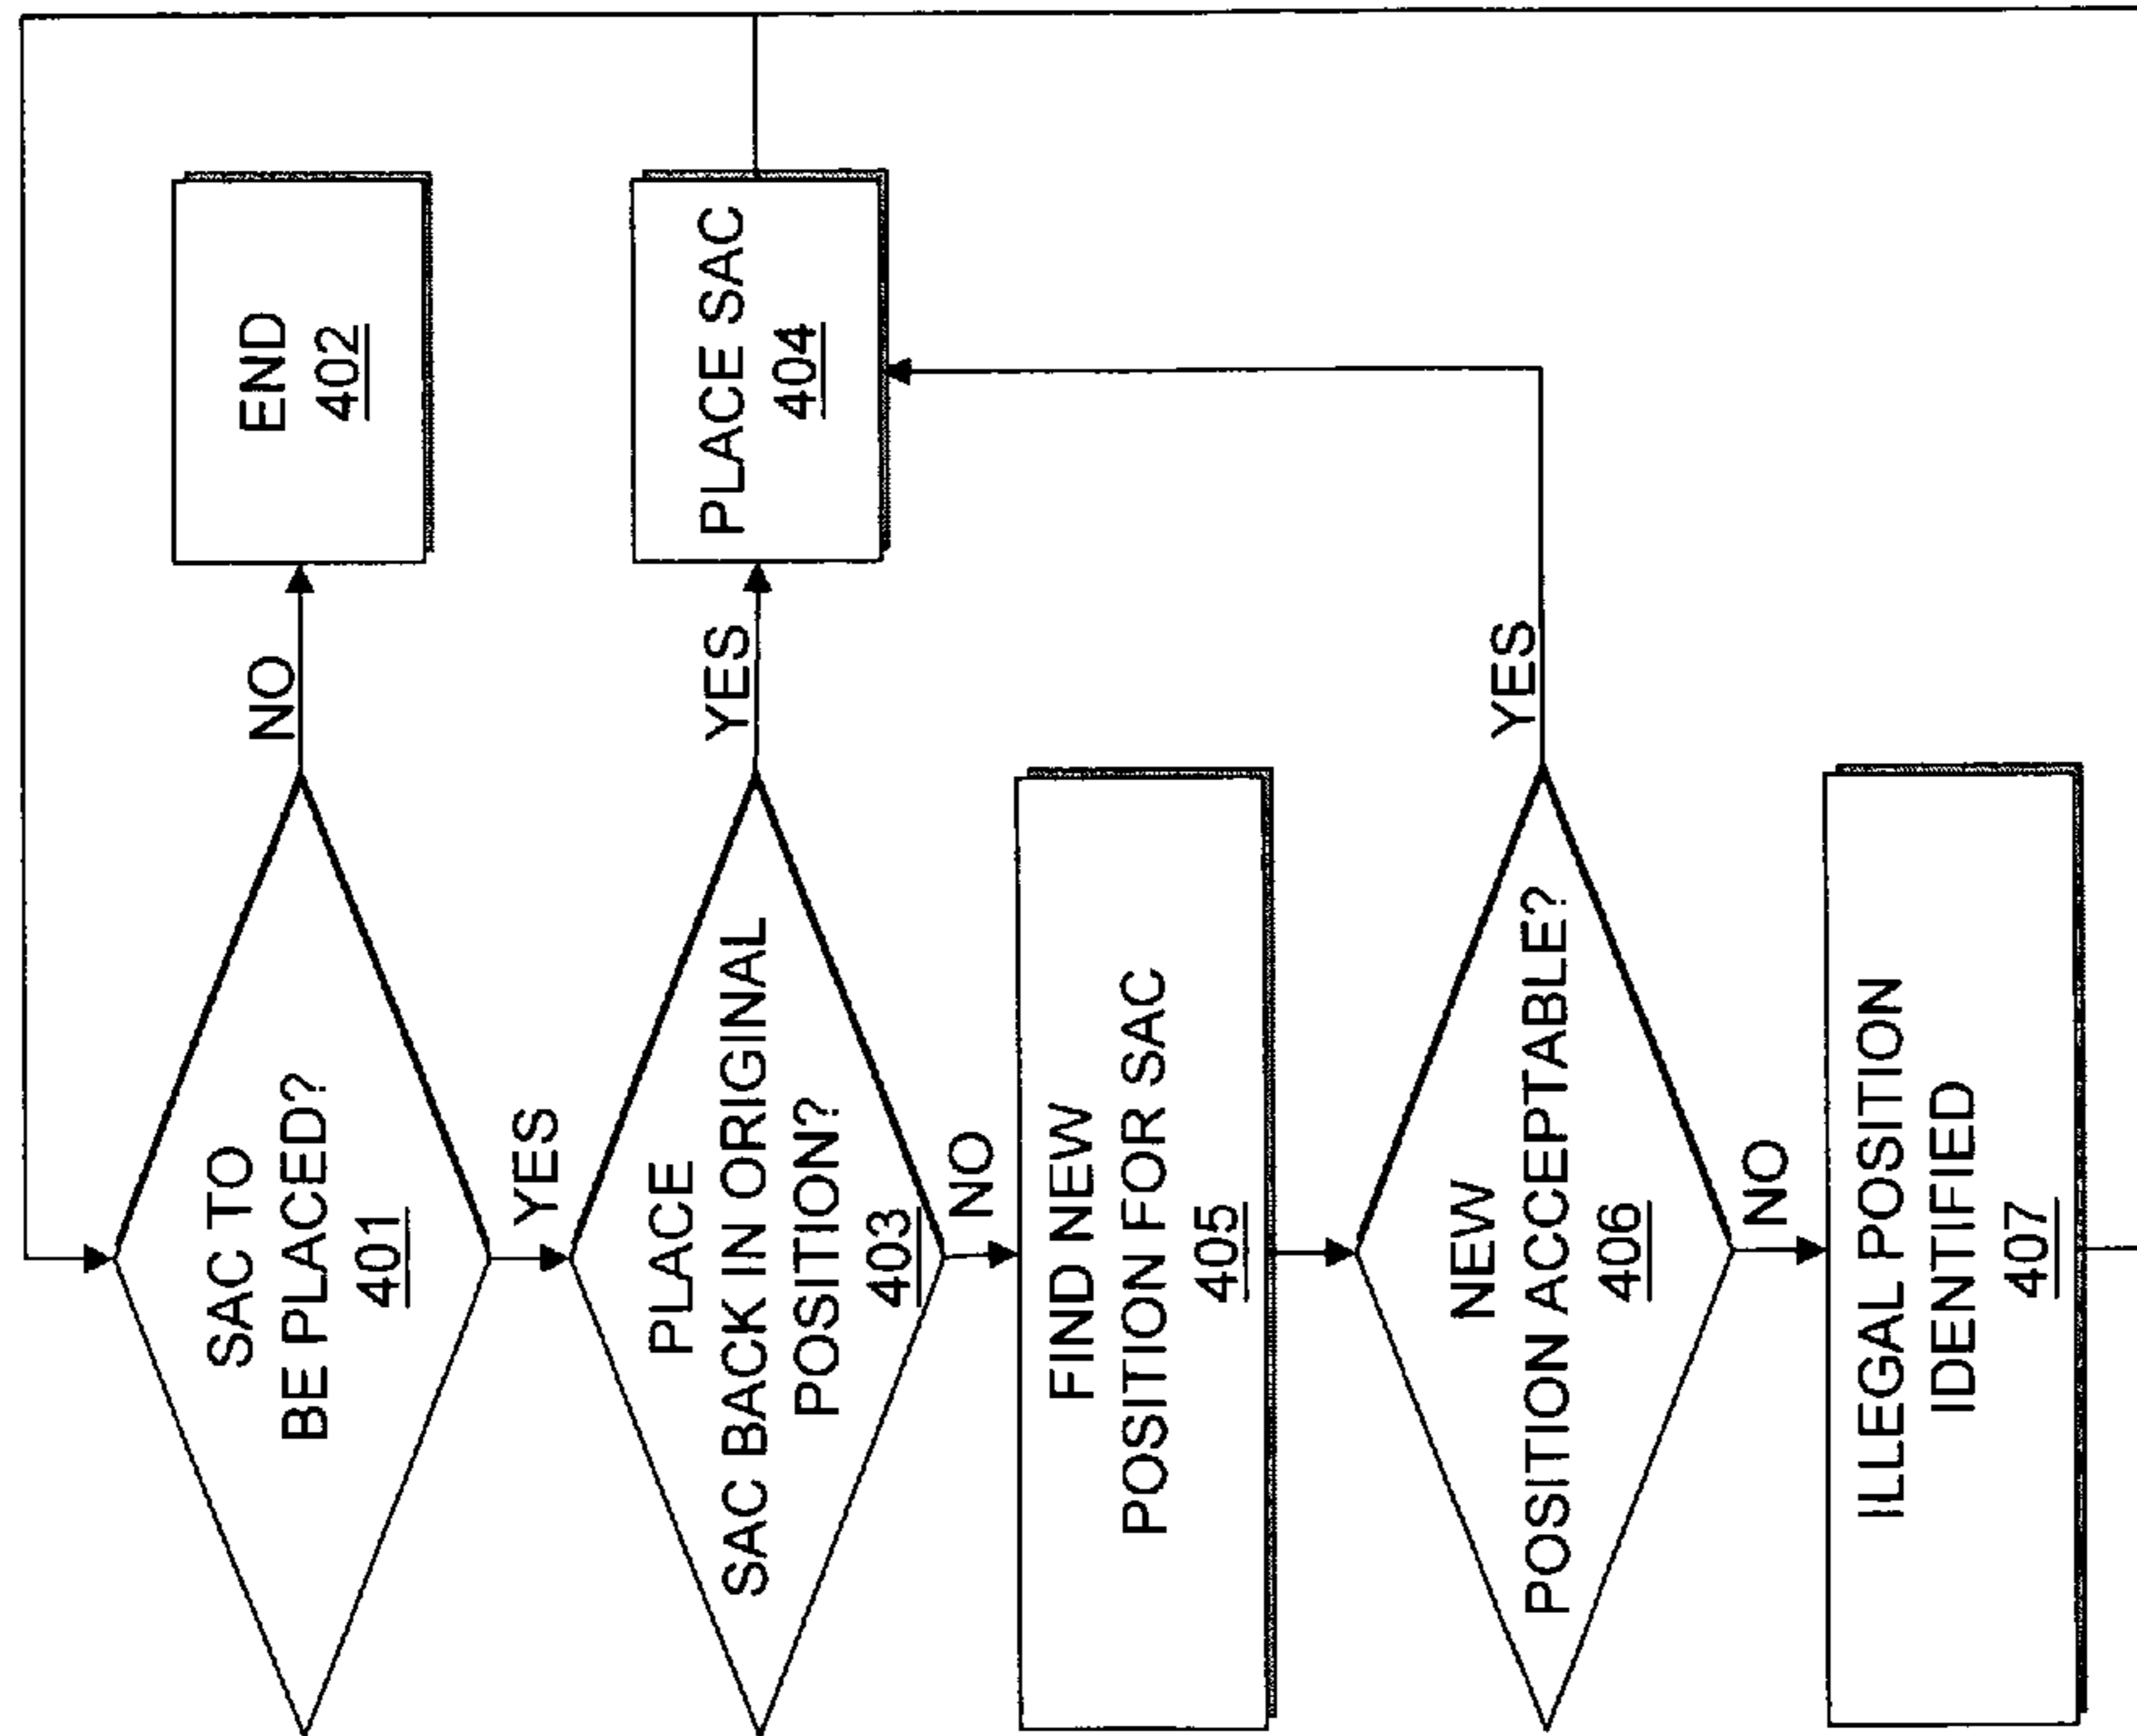 SAC TO
BE PLACED?
401
NO
END
402
YES
PLACE
SAC BACK IN ORIGINAL
POSITION?
403
YES
PLACE SAC
404
NO
FIND NEW
POSITION FOR SAC
405
NEW
POSITION ACCEPTABLE?
406
YES
NO
ILLEGAL POSITION
IDENTIFIED
407